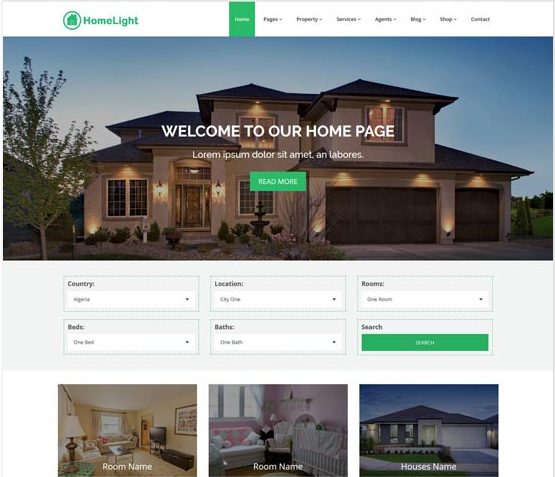 HomeLight
Home Pages Property Services Agents Blog Shop Contact
WELCOME TO OUR HOME PAGE
Lorem ipsum dolor sit amet, an labores.
READ MORE
Country: Location: Rooms:
Algeria City One One Room
Beds: Baths: Search
One Bed One Bath SEARCH
Room Name Room Name Houses Name